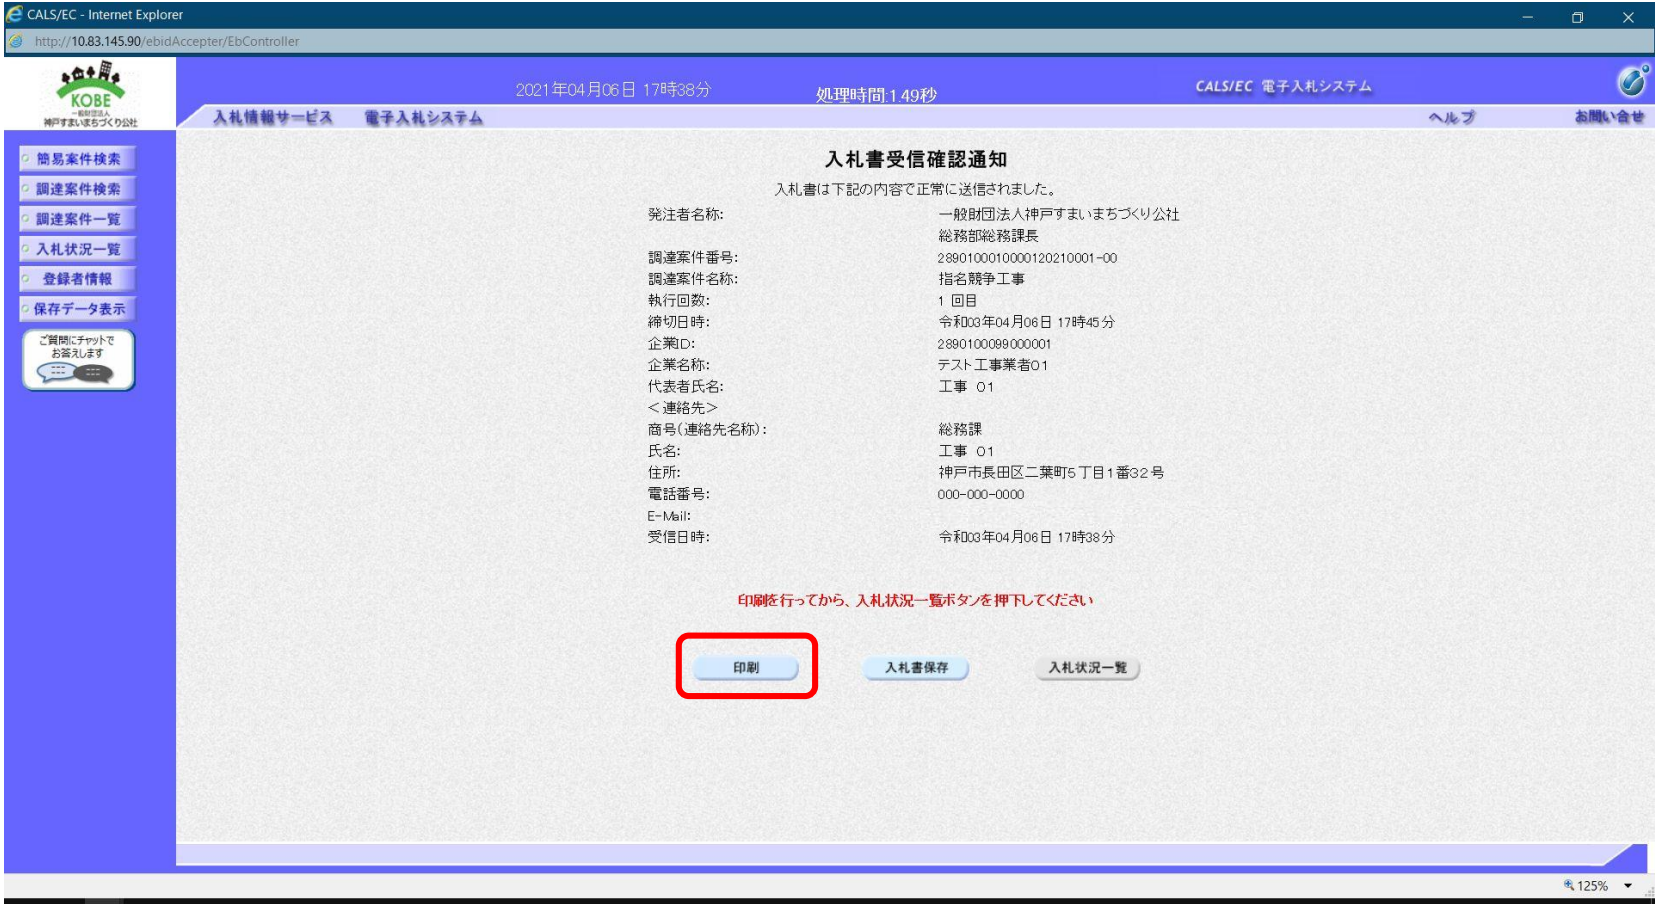 CALS/EC - Internet Explorer
http://10.83.145.90/ebidAccepter/EbController
KOBE
一般財団法人
神戸すまいまちづくり公社
2021年04月06日 17時38分
処理時間:1.49秒
CALS/EC 電子入札システム
入札情報サービス 電子入札システム
ヘルプ
お問い合せ
簡易案件検索
調達案件検索
調達案件一覧
入札状況一覧
登録者情報
保存データ表示
ご質問にチャットで
お答えします
入札書受信確認通知
入札書は下記の内容で正常に送信されました。
発注者名称: 一般財団法人神戸すまいまちづくり公社
総務部総務課長
調達案件番号: 2890100010000120210001-00
調達案件名称: 指名競争工事
執行回数: 1 回目
締切日時: 令和03年04月06日 17時45分
企業ID: 2890100099000001
企業名称: テスト工事業者01
代表者氏名: 工事 01
<連絡先>
商号(連絡先名称): 総務課
氏名: 工事 01
住所: 神戸市長田区二葉町5丁目1番32号
電話番号: 000-000-0000
E-Mail:
受信日時: 令和03年04月06日 17時38分
印刷を行ってから、入札状況一覧ボタンを押下してください
印刷 入札書保存 入札状況一覧
125%